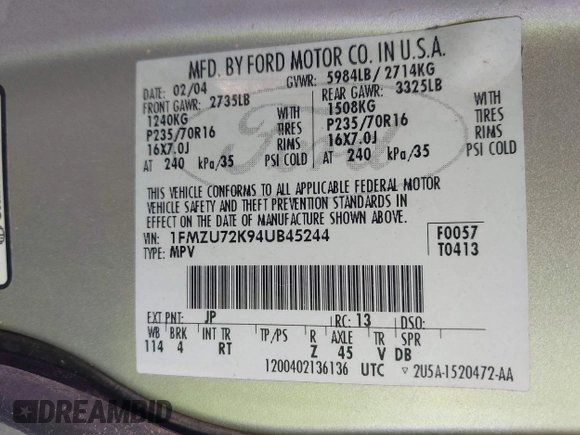 MFD. BY FORD MOTOR CO. IN U.S.A.
DATE: 02/04 GVWR: 5984LB/ 2714KG
FRONT GAWR: 2735LB REAR GAWR: 3325LB
1240KG WITH 1508KG WITH
P235/70R16 TIRES P235/70R16 TIRES
16X7.0J RIMS 16X7.0J RIMS
AT 240 kPa/35 PSI COLD AT 240 kPa/35 PSI COLD
Ford
THIS VEHICLE CONFORMS TO ALL APPLICABLE FEDERAL MOTOR
VEHICLE SAFETY AND THEFT PREVENTION STANDARDS IN
EFFECT ON THE DATE OF MANUFACTURE SHOWN ABOVE.
VIN: 1FMZU72K94UB45244 F0057
TYPE: MPV T0413
EXT PNT: JP RC: 13 DSO:
WB BRK INT TR TP/PS R AXLE TR SPR
114 4 RT Z 45 V DB
1200402136136 UTC 2U5A-1520472-AA
DREAMBID